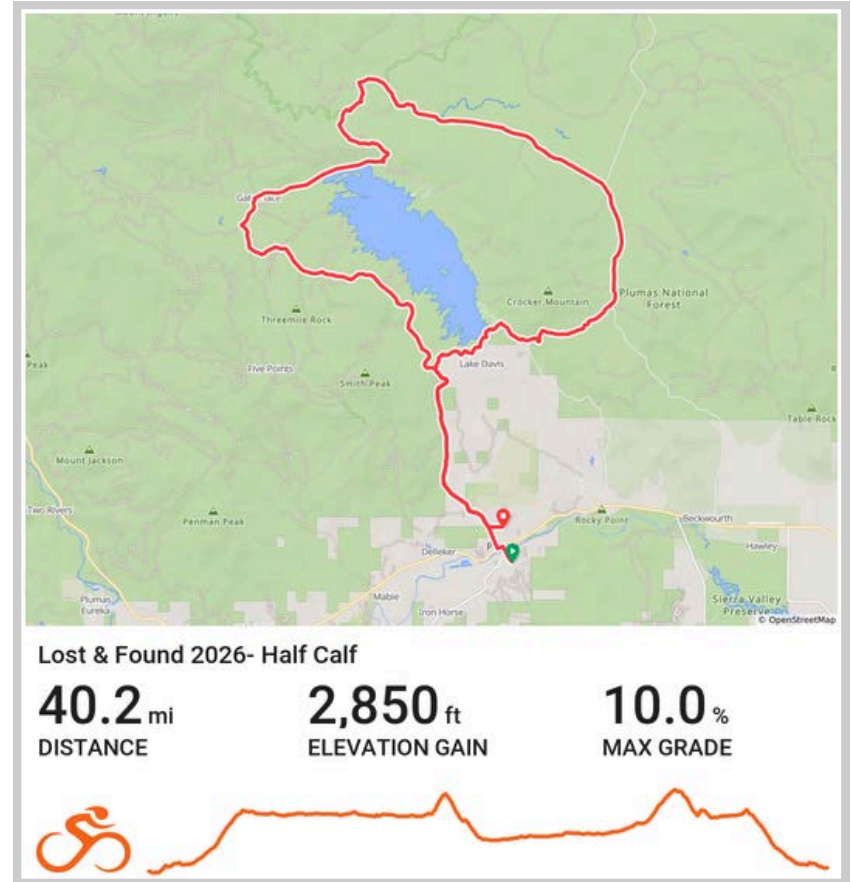 Gal Lake
Crocker Mountain
Plumas National
Forest
Threemile Rock
Lake Davis
Five Points
Peak
Smith Peak
Table Rock
Mount Jackson
Two Rivers
Penman Peak
Rocky Point
Beckwourth
Delleker
P
Hawley
Plumas
Eureka
Mabie
Iron Horse
Sierra Valley
Preserve
© OpenStreetMap
Lost & Found 2026- Half Calf
40.2 mi
2,850 ft
10.0 %
DISTANCE
ELEVATION GAIN
MAX GRADE